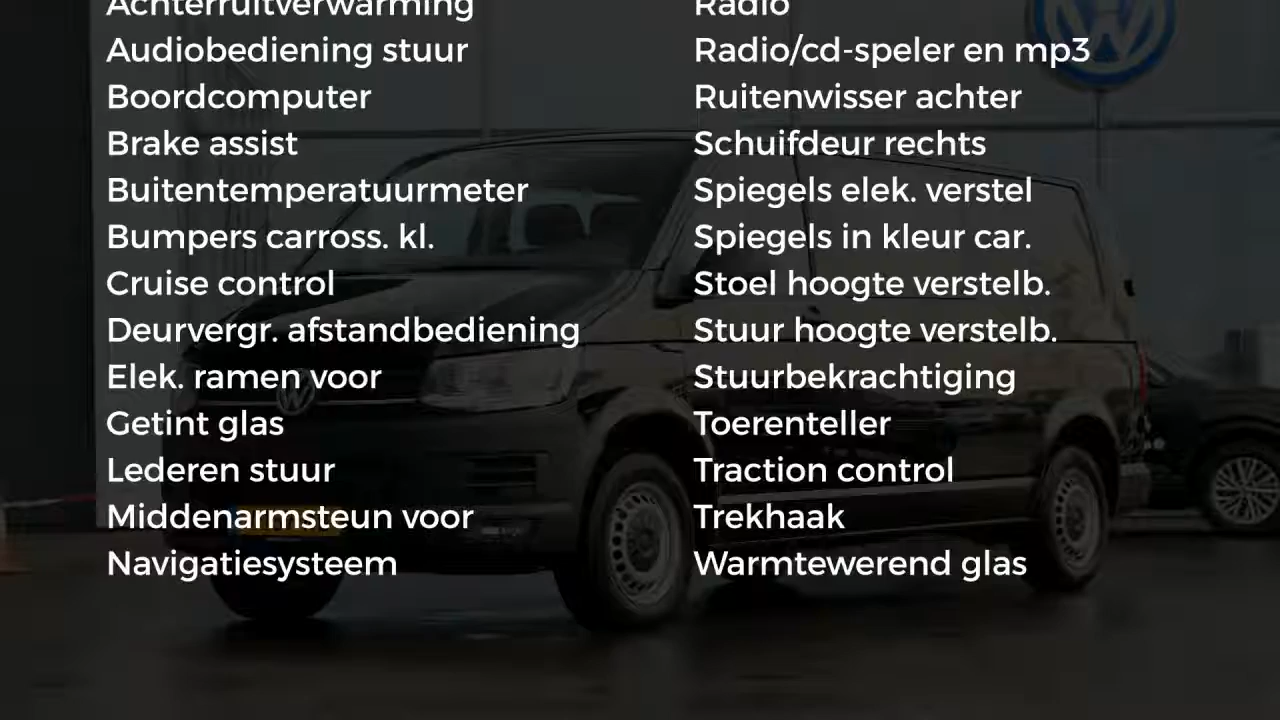 Achterruitverwarming
Audiobediening stuur
Boordcomputer
Brake assist
Buitentemperatuurmeter
Bumpers carross. kl.
Cruise control
Deurvergr. afstandbediening
Elek. ramen voor
Getint glas
Lederen stuur
Middenarmsteun voor
Navigatiesysteem
Radio
Radio/cd-speler en mp3
Ruitenwisser achter
Schuifdeur rechts
Spiegels elek. verstel
Spiegels in kleur car.
Stoel hoogte verstelb.
Stuur hoogte verstelb.
Stuurbekrachtiging
Toerenteller
Traction control
Trekhaak
Warmtewerend glas